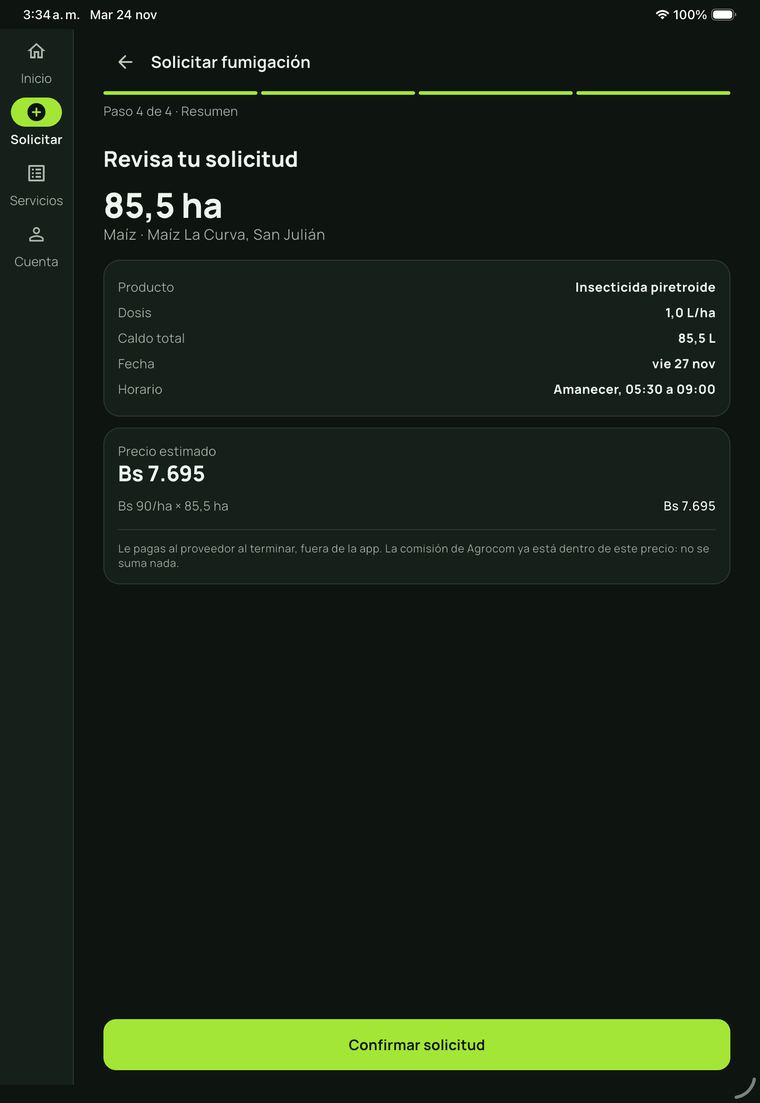 3:34 a. m. Mar 24 nov
100%
Inicio
Solicitar
Servicios
Cuenta
Solicitar fumigación
Paso 4 de 4 · Resumen
Revisa tu solicitud
85,5 ha
Maíz · Maíz La Curva, San Julián
Producto Insecticida piretroide
Dosis 1,0 L/ha
Caldo total 85,5 L
Fecha vie 27 nov
Horario Amanecer, 05:30 a 09:00
Precio estimado
Bs 7.695
Bs 90/ha × 85,5 ha Bs 7.695
Le pagas al proveedor al terminar, fuera de la app. La comisión de Agrocom ya está dentro de este precio: no se
suma nada.
Confirmar solicitud